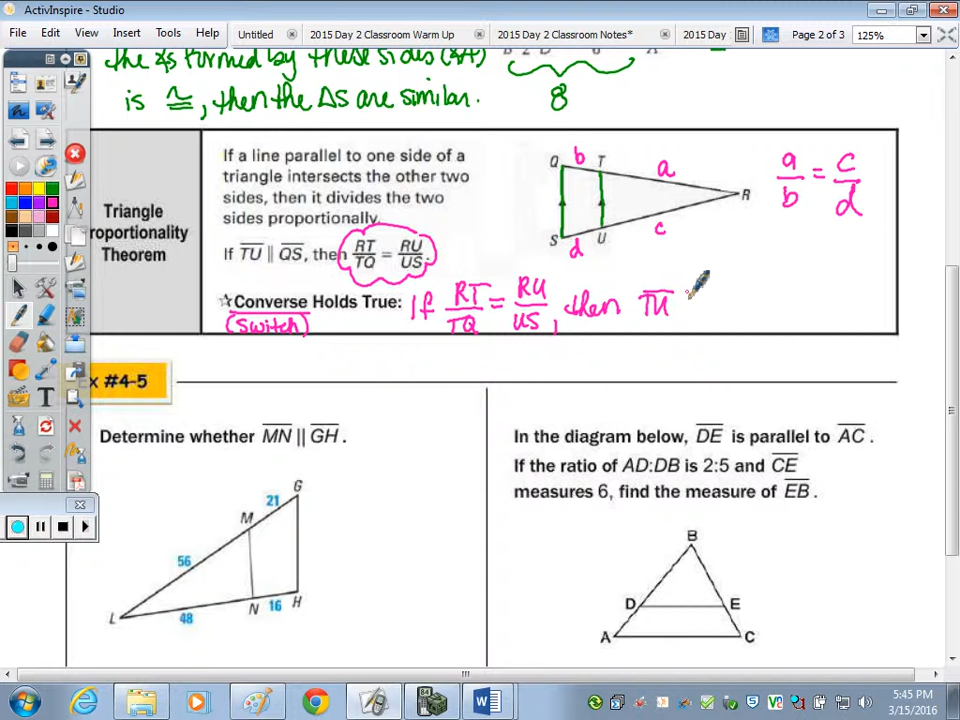 ActivInspire - Studio
File Edit View Insert Tools Help
Untitled
2015 Day 2 Classroom Warm Up
2015 Day 2 Classroom Notes*
2015 Day
Page 2 of 3
125%
the ∡s formed by these sides (∡A)
is ≅, then the Δs are similar.
8
Triangle
roportionality
Theorem
If a line parallel to one side of a
triangle intersects the other two
sides, then it divides the two
sides proportionally.
If TU || QS, then RT/TQ = RU/US.
☆Converse Holds True: If RT/TQ = RU/US, then TU
(switch)
Q b T a R
S d U c
a/b = c/d
x #4-5
Determine whether MN || GH.
G
21
M
56
L 48 N 16 H
In the diagram below, DE is parallel to AC.
If the ratio of AD:DB is 2:5 and CE
measures 6, find the measure of EB.
B
D E
A C
5:45 PM
3/15/2016